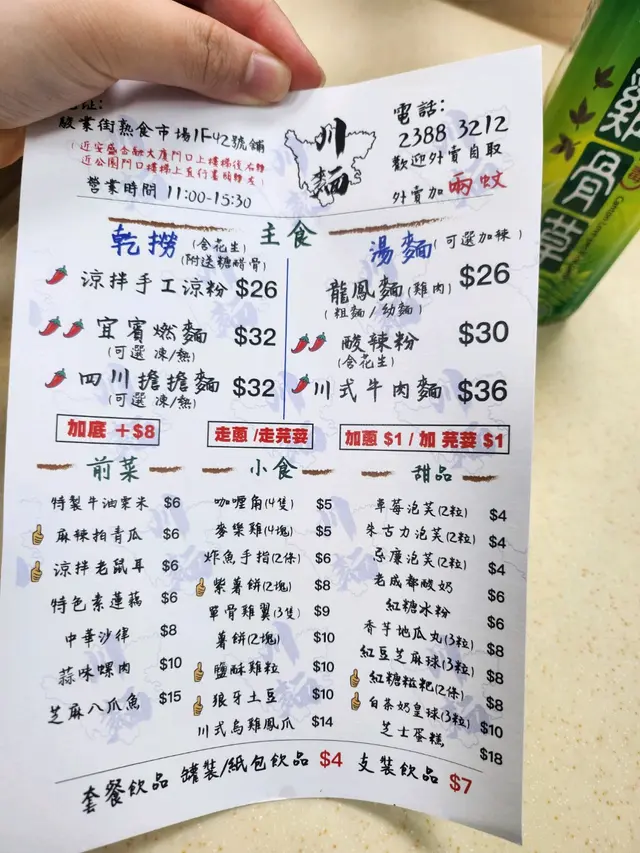 地址:
駿業街熟食市場1F42號舖
(近安盛金融大廈門口上樓梯後右轉
近公園門口樓梯上直行書局轉左)
營業時間 11:00-15:30
川
麵
電話:
2388 3212
歡迎外賣自取
外賣加兩蚊
主食
乾撈 (含花生)
(附送糖醋骨)
涼拌手工涼粉 $26
宜賓燃麵 $32
(可選 凍/熱)
四川擔擔麵 $32
(可選 凍/熱)
湯麵 (可選加辣)
龍鳳麵(雞肉) $26
(粗麵/幼麵)
酸辣粉 $30
(含花生)
川式牛肉麵 $36
加底 +$8
走蔥/走芫荽
加蔥 $1/加 芫荽 $1
前菜
特製牛油粟米 $6
麻辣拍青瓜 $6
涼拌老鼠耳 $6
特色素蓮藕 $6
中華沙律 $8
蒜味螺肉 $10
芝麻八爪魚 $15
小食
咖喱角(4隻) $5
麥樂雞(4塊) $5
炸魚手指(2條) $6
紫薯餅(2塊) $8
單骨雞翼(3隻) $9
薯餅(2塊) $10
鹽酥雞粒 $10
狼牙土豆 $10
川式烏雞鳳爪 $14
甜品
草莓泡芙(2粒) $4
朱古力泡芙(2粒) $4
忌廉泡芙(2粒) $4
老成都酸奶 $6
紅糖冰粉 $6
香芋地瓜丸(3粒) $8
紅豆芝麻球(3粒) $8
紅糖糍粑(2條) $8
白条奶皇球(3粒) $10
芝士蛋糕 $18
套餐飲品 罐裝/紙包飲品 $4 支裝飲品 $7
骨草